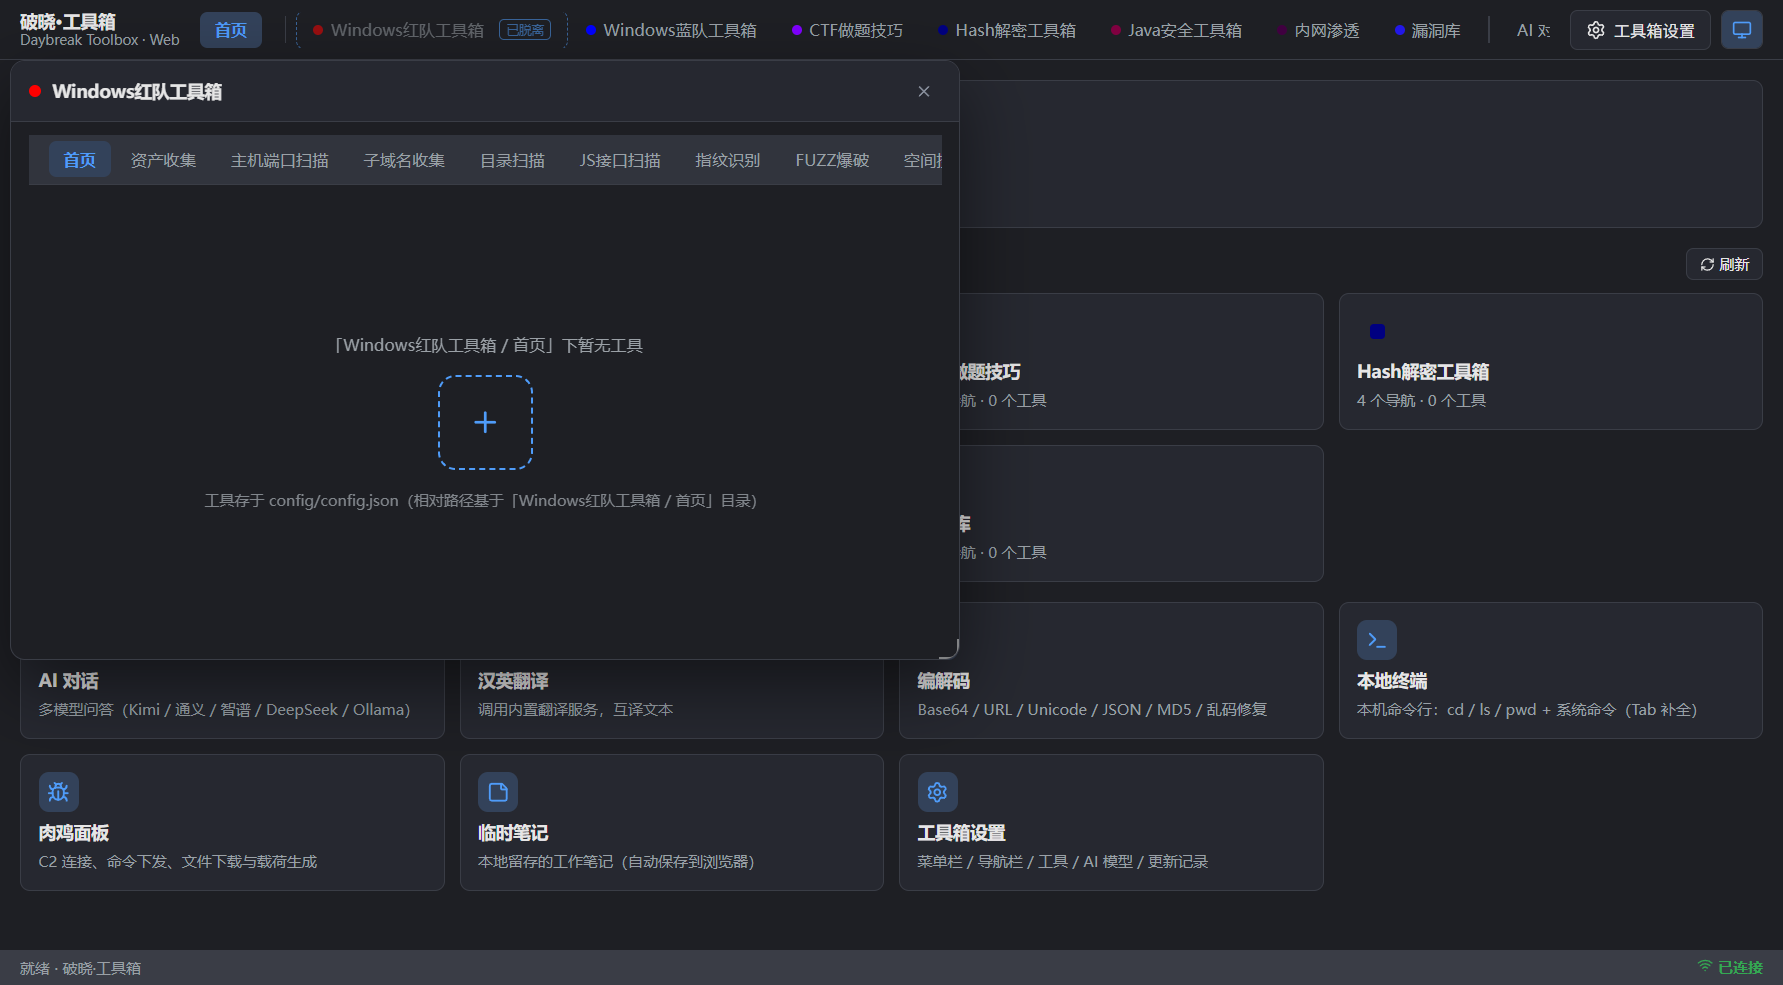 破晓·工具箱
Daybreak Toolbox · Web
首页
Windows红队工具箱
已脱离
Windows蓝队工具箱
CTF做题技巧
Hash解密工具箱
Java安全工具箱
内网渗透
漏洞库
AI
工具箱设置
Windows红队工具箱
首页
资产收集
主机端口扫描
子域名收集
目录扫描
JS接口扫描
指纹识别
FUZZ爆破
空间
「Windows红队工具箱 / 首页」下暂无工具
工具存于 config/config.json（相对路径基于「Windows红队工具箱 / 首页」目录）
刷新
做题技巧
航 · 0 个工具
Hash解密工具箱
4 个导航 · 0 个工具
库
航 · 0 个工具
AI 对话
多模型问答（Kimi / 通义 / 智谱 / DeepSeek / Ollama）
汉英翻译
调用内置翻译服务，互译文本
编解码
Base64 / URL / Unicode / JSON / MD5 / 乱码修复
本地终端
本机命令行：cd / ls / pwd + 系统命令（Tab 补全）
肉鸡面板
C2 连接、命令下发、文件下载与载荷生成
临时笔记
本地留存的工作笔记（自动保存到浏览器）
工具箱设置
菜单栏 / 导航栏 / 工具 / AI 模型 / 更新记录
就绪 · 破晓·工具箱
已连接